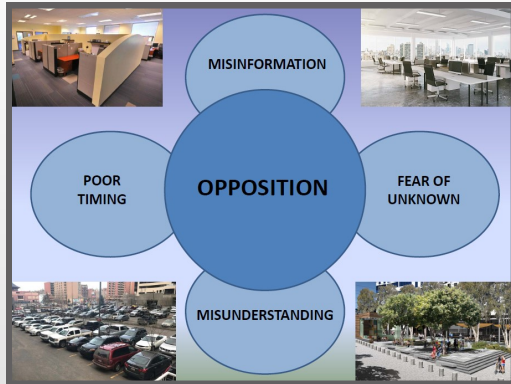 MISINFORMATION
POOR
TIMING
OPPOSITION
FEAR OF
UNKNOWN
MISUNDERSTANDING